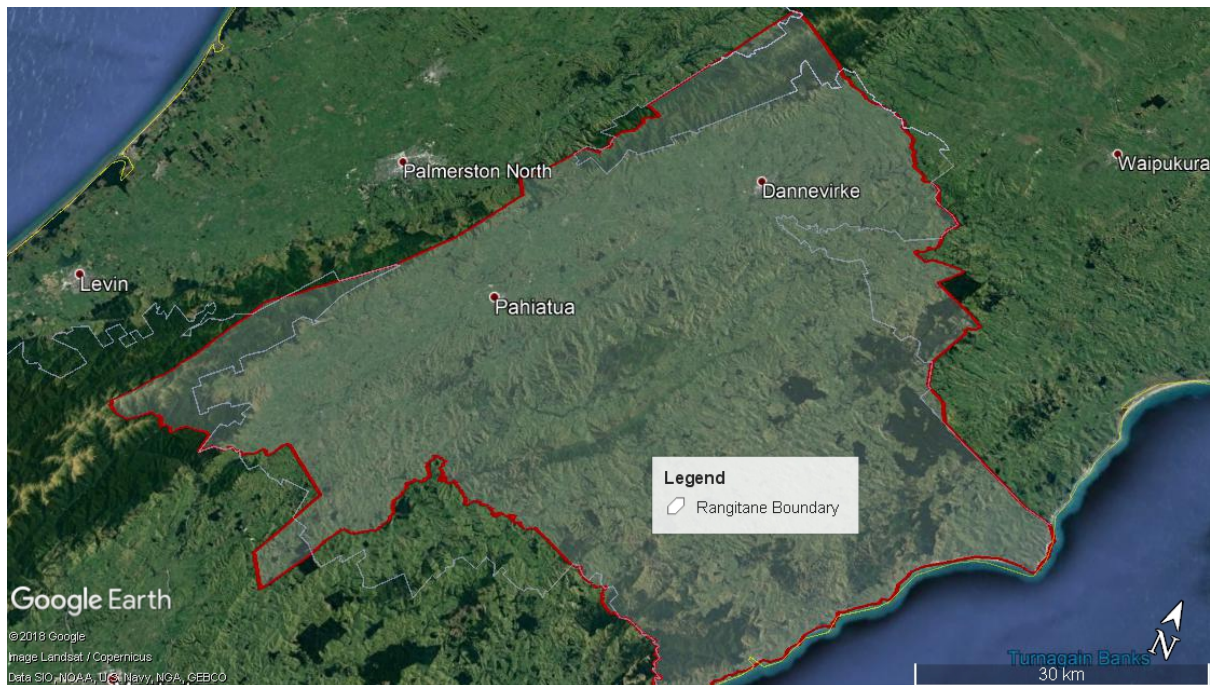 Palmerston North
Waipukura
Dannevirke
Levin
Pahiatua
Legend
Rangitane Boundary
Google Earth
©2018 Google
Image Landsat / Copernicus
Data SIO, NOAA, U.S. Navy, NGA, GEBCO
N
Turnagain Banks
30 km